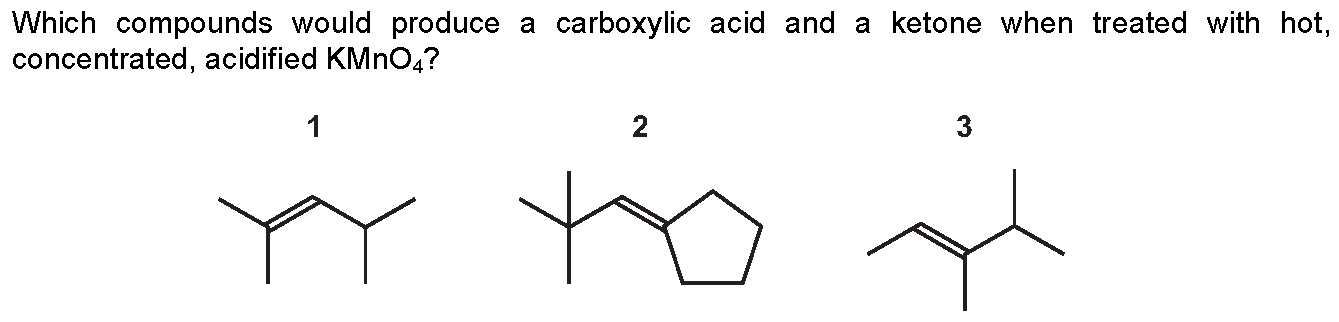 Which compounds would produce a carboxylic acid and a ketone when treated with hot,
concentrated, acidified KMnO₄?
1 2 3